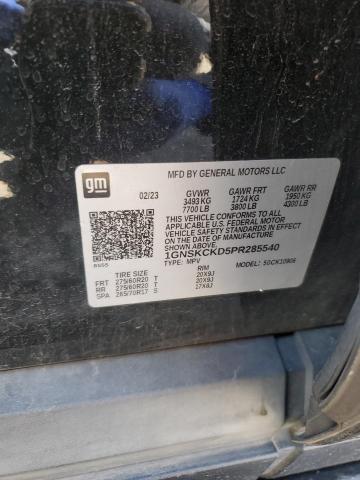 MFD BY GENERAL MOTORS LLC
gm
02/23
GVWR GAWR FRT GAWR RR
3493 KG 1724 KG 1950 KG
7700 LB 3800 LB 4300 LB
THIS VEHICLE CONFORMS TO ALL APPLICABLE
U.S. FEDERAL MOTOR VEHICLE SAFETY AND
THEFT PREVENTION STANDARDS IN EFFECT ON THE
DATE OF MANUFACTURE SHOWN ABOVE.
1GNSKCKD5PR285540
TYPE: MPV MODEL:
TIRE SIZE RIM
FRT 275/60R20 T 20X9J
RR 275/60R20 T 20X9J
SPA 265/70R17 S 17X8J